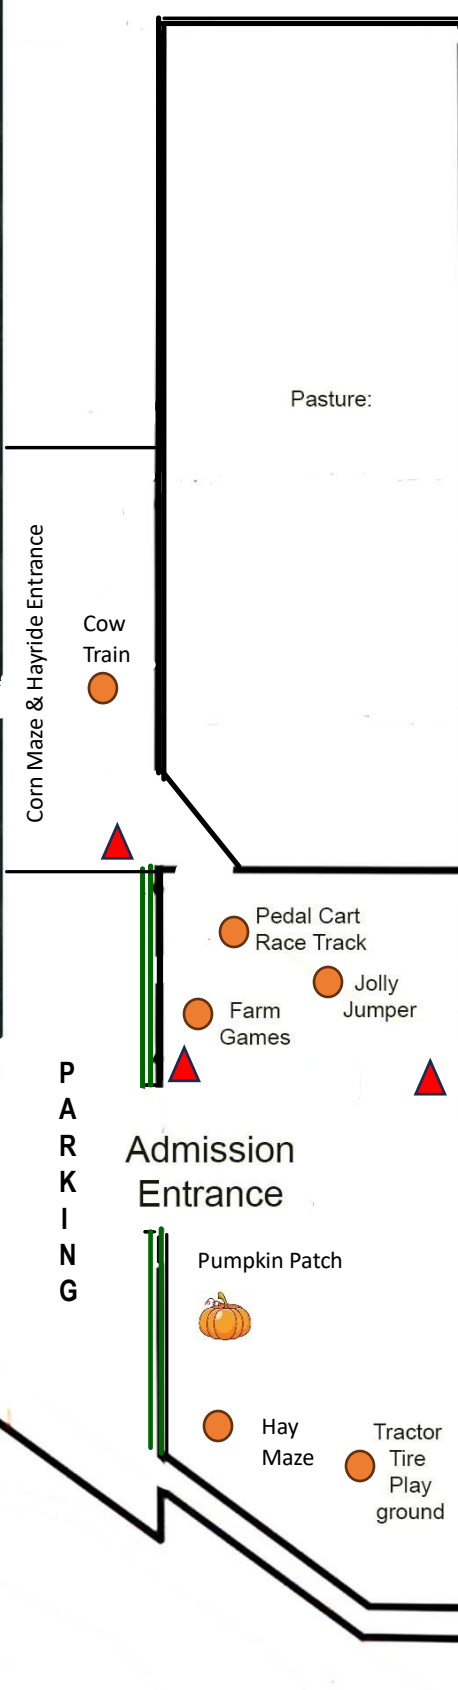 Pasture:
Corn Maze & Hayride Entrance
Cow
Train
Pedal Cart
Race Track
Jolly
Jumper
Farm
Games
PARKING
Admission
Entrance
Pumpkin Patch
Hay
Maze
Tractor
Tire
Play
ground